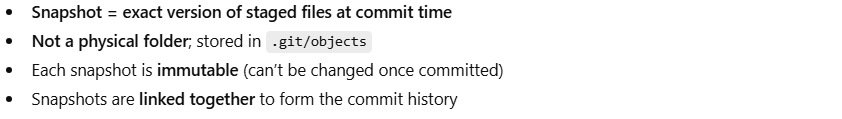 • Snapshot = exact version of staged files at commit time
• Not a physical folder; stored in .git/objects
• Each snapshot is immutable (can't be changed once committed)
• Snapshots are linked together to form the commit history